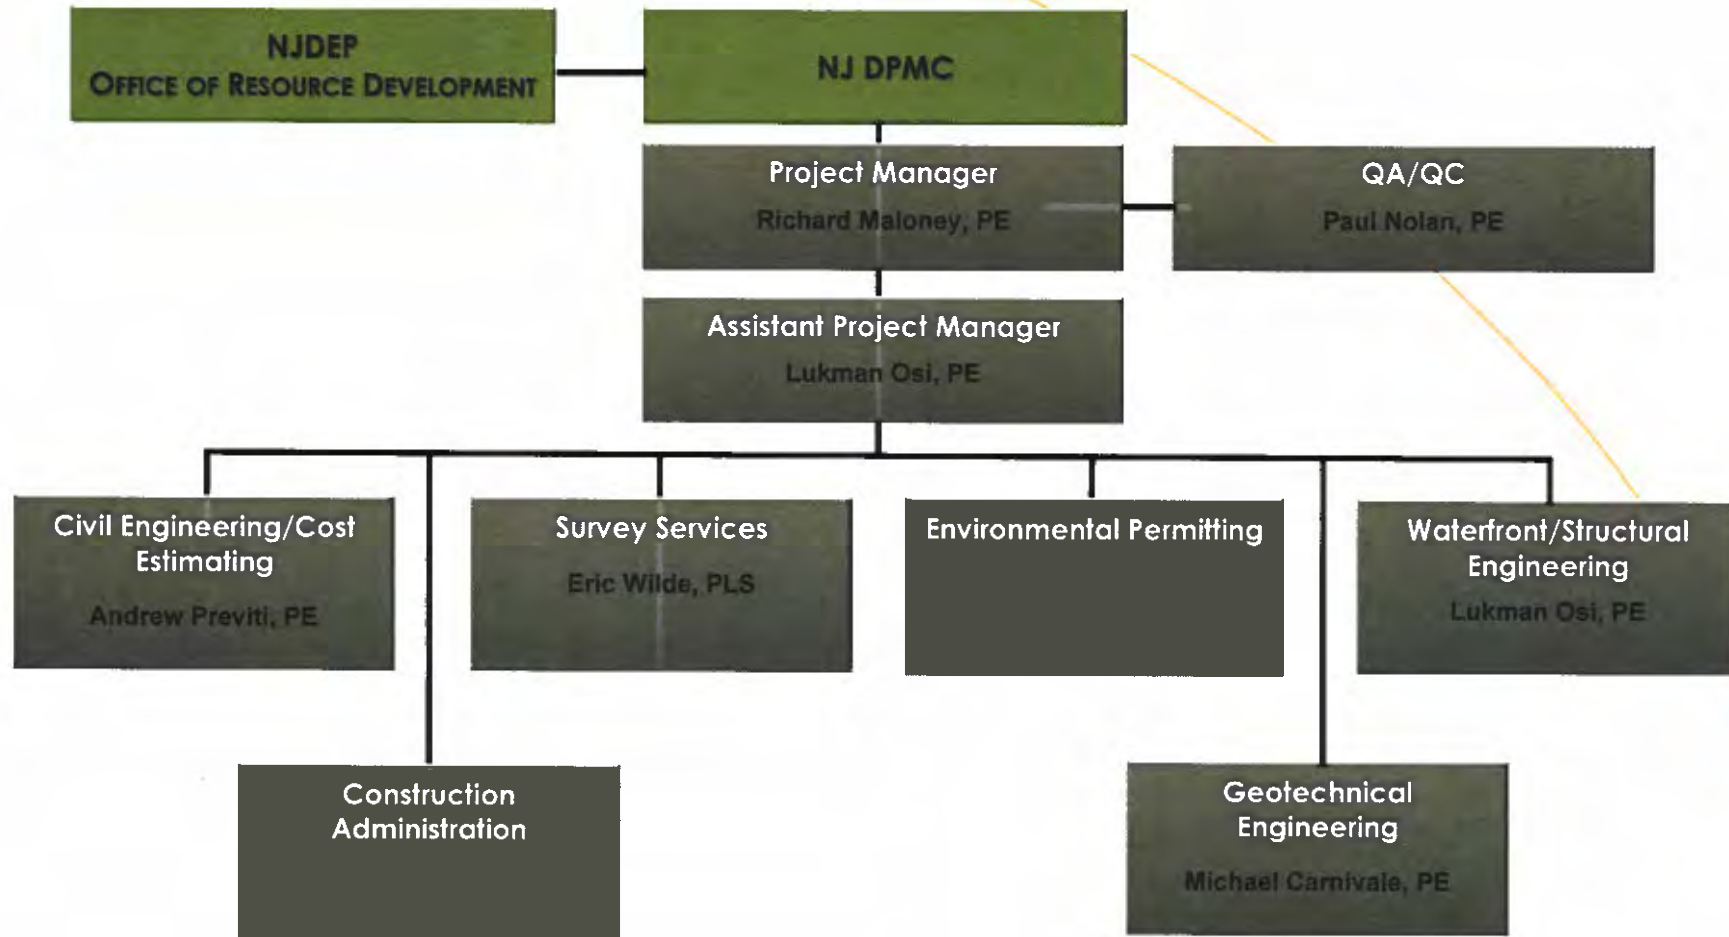 NJDEP
OFFICE OF RESOURCE DEVELOPMENT
NJ DPMC
Project Manager
Richard Maloney, PE
QA/QC
Paul Nolan, PE
Assistant Project Manager
Lukman Osi, PE
Civil Engineering/Cost
Estimating
Andrew Previti, PE
Survey Services
Eric Wilde, PLS
Environmental Permitting
Waterfront/Structural
Engineering
Lukman Osi, PE
Construction
Administration
Geotechnical
Engineering
Michael Carnivale, PE